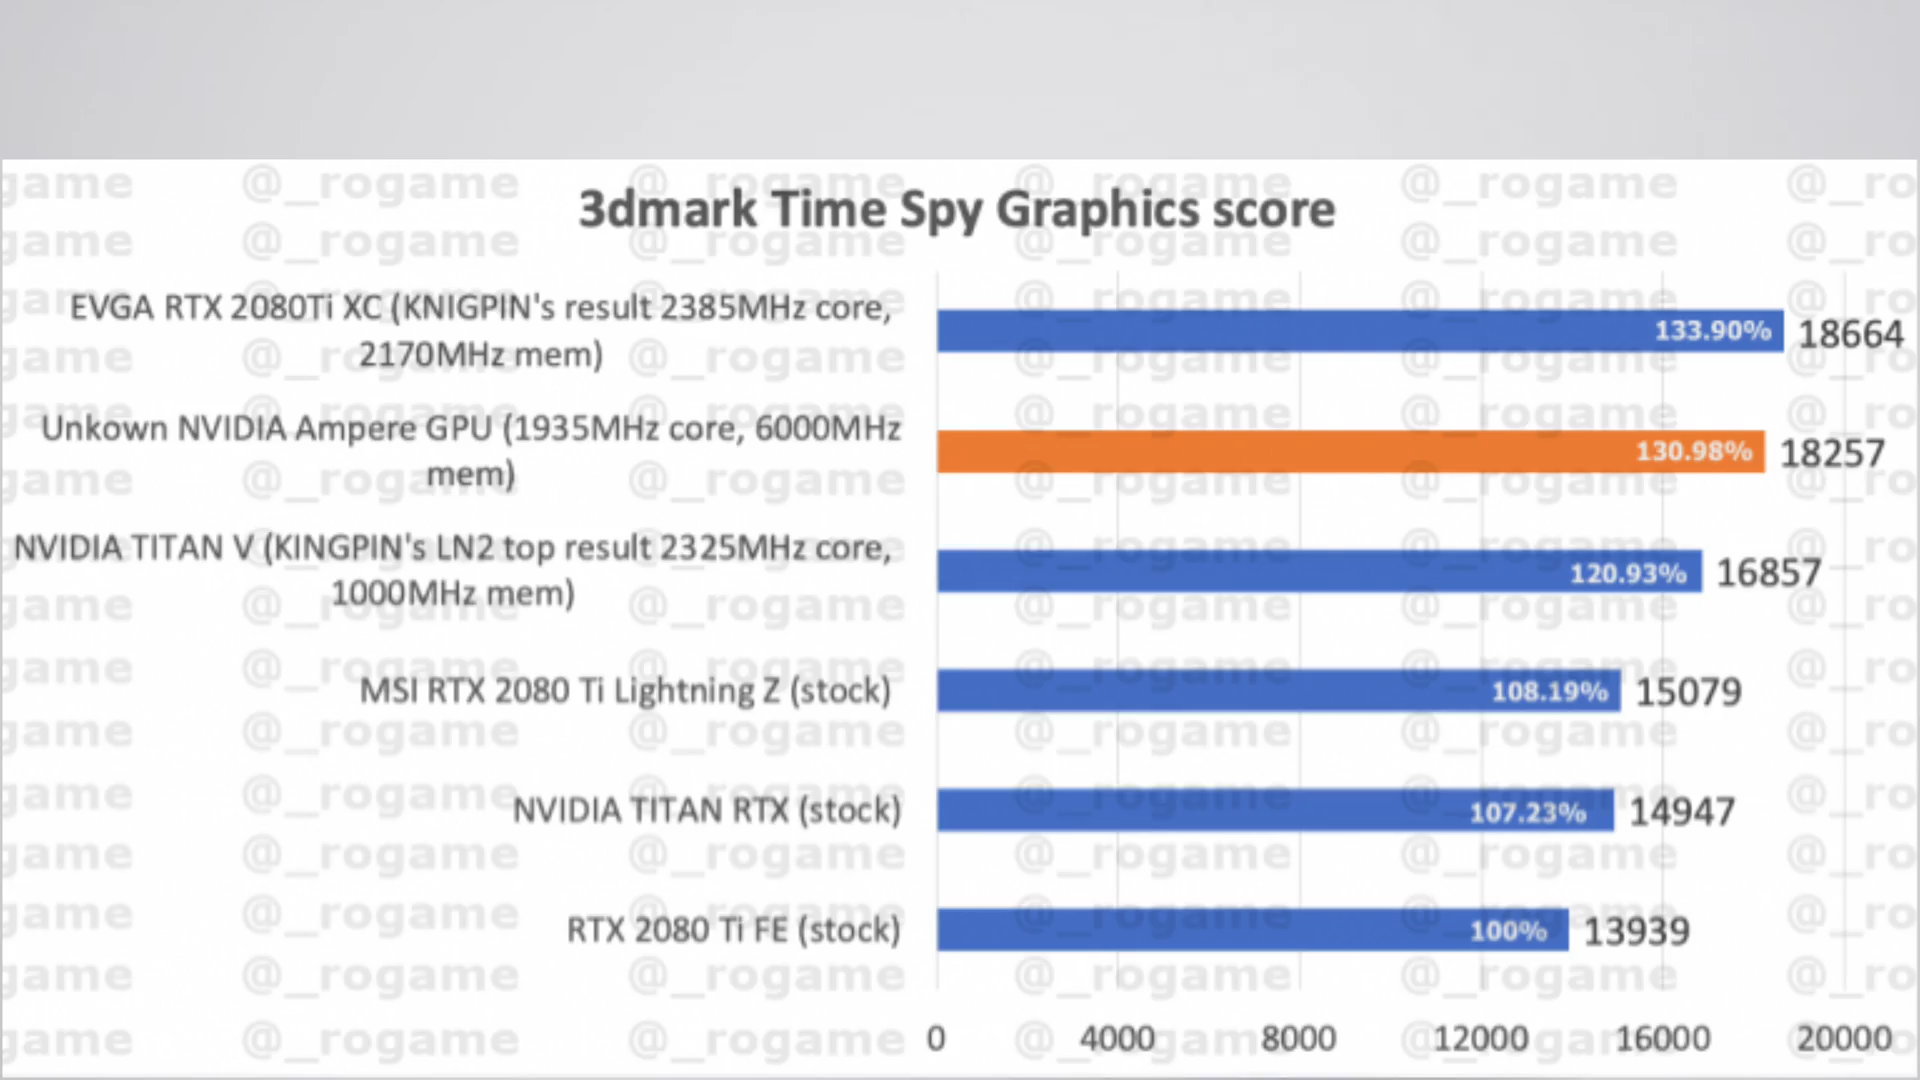 3dmark Time Spy Graphics score
EVGA RTX 2080Ti XC (KNIGPIN's result 2385MHz core,
2170MHz mem)
133.90% 18664
Unkown NVIDIA Ampere GPU (1935MHz core, 6000MHz
mem)
130.98% 18257
NVIDIA TITAN V (KINGPIN's LN2 top result 2325MHz core,
1000MHz mem)
120.93% 16857
MSI RTX 2080 Ti Lightning Z (stock)
108.19% 15079
NVIDIA TITAN RTX (stock)
107.23% 14947
RTX 2080 Ti FE (stock)
100% 13939
0 4000 8000 12000 16000 20000
@_rogame